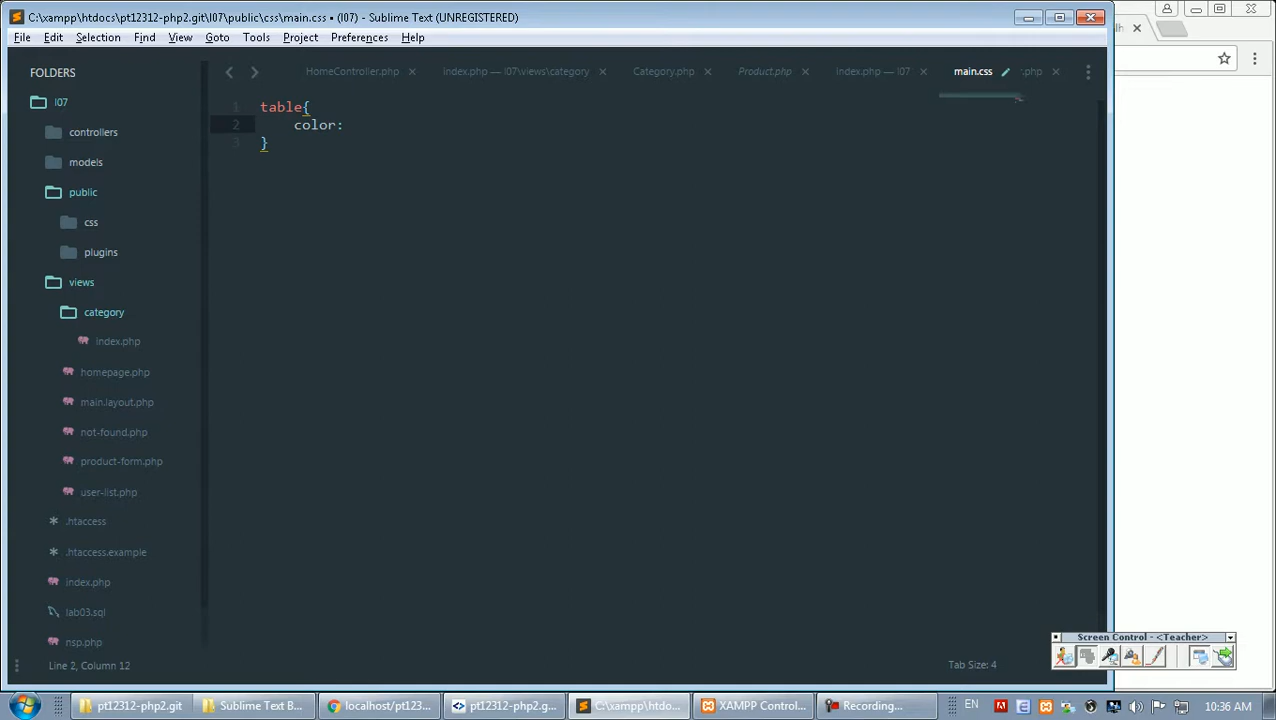 C:\xampp\htdocs\pt12312-php2.git\l07\public\css\main.css • (l07) - Sublime Text (UNREGISTERED)
File Edit Selection Find View Goto Tools Project Preferences Help
FOLDERS
l07
controllers
models
public
css
plugins
views
category
index.php
homepage.php
main.layout.php
not-found.php
product-form.php
user-list.php
.htaccess
.htaccess.example
index.php
lab03.sql
nsp.php
HomeController.php
index.php — l07\views\category
Category.php
Product.php
index.php — l07
main.css
.php
1 table{
2 color:
3 }
Line 2, Column 12
Tab Size: 4
Screen Control - <Teacher>
pt12312-php2.git
Sublime Text B...
localhost/pt123...
pt12312-php2.g...
C:\xampp\htdo...
XAMPP Control...
Recording...
EN
10:36 AM